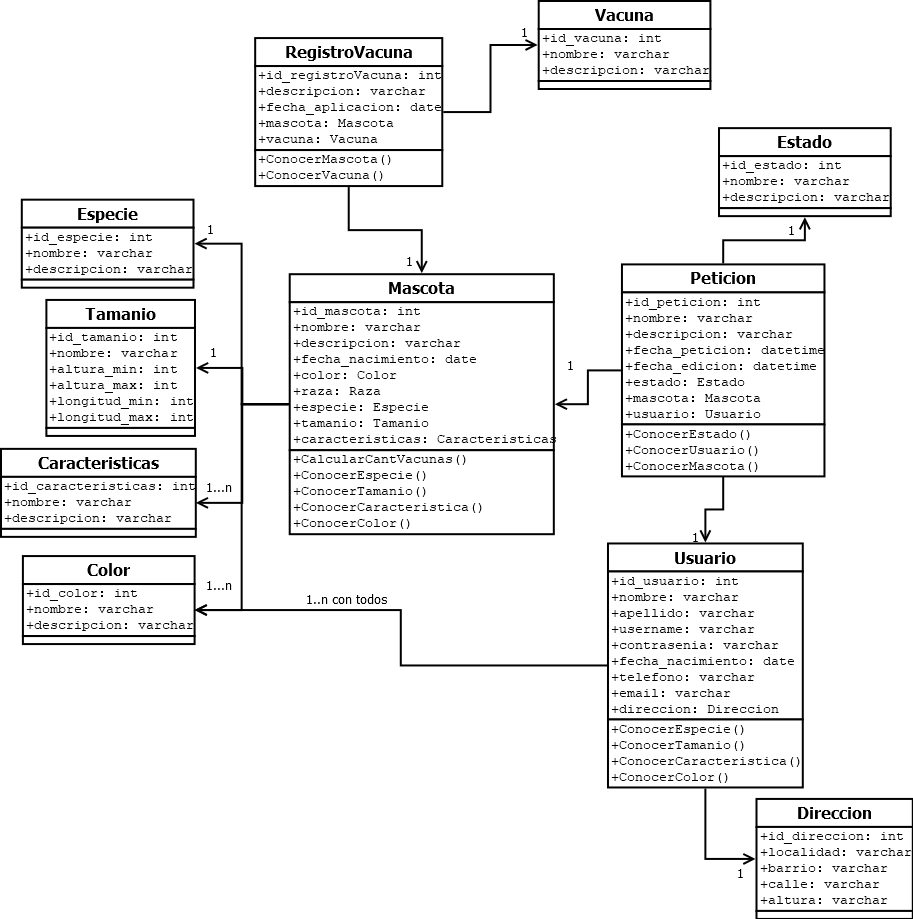 Vacuna
+id_vacuna: int
+nombre: varchar
+descripcion: varchar
1
RegistroVacuna
+id_registroVacuna: int
+descripcion: varchar
+fecha_aplicacion: date
+mascota: Mascota
+vacuna: Vacuna
+ConocerMascota()
+ConocerVacuna()
1
Estado
+id_estado: int
+nombre: varchar
+descripcion: varchar
1
Especie
+id_especie: int
+nombre: varchar
+descripcion: varchar
1
Tamanio
+id_tamanio: int
+nombre: varchar
+altura_min: int
+altura_max: int
+longitud_min: int
+longitud_max: int
1
Caracteristicas
+id_caracteristicas: int
+nombre: varchar
+descripcion: varchar
1...n
Color
+id_color: int
+nombre: varchar
+descripcion: varchar
1...n
Mascota
+id_mascota: int
+nombre: varchar
+descripcion: varchar
+fecha_nacimiento: date
+color: Color
+raza: Raza
+especie: Especie
+tamanio: Tamanio
+caracteristicas: Caracteristicas
+CalcularCantVacunas()
+ConocerEspecie()
+ConocerTamanio()
+ConocerCaracteristica()
+ConocerColor()
1
Peticion
+id_peticion: int
+nombre: varchar
+descripcion: varchar
+fecha_peticion: datetime
+fecha_edicion: datetime
+estado: Estado
+mascota: Mascota
+usuario: Usuario
+ConocerEstado()
+ConocerUsuario()
+ConocerMascota()
1
1..n con todos
Usuario
+id_usuario: int
+nombre: varchar
+apellido: varchar
+username: varchar
+contrasenia: varchar
+fecha_nacimiento: date
+telefono: varchar
+email: varchar
+direccion: Direccion
+ConocerEspecie()
+ConocerTamanio()
+ConocerCaracteristica()
+ConocerColor()
1
Direccion
+id_direccion: int
+localidad: varchar
+barrio: varchar
+calle: varchar
+altura: varchar